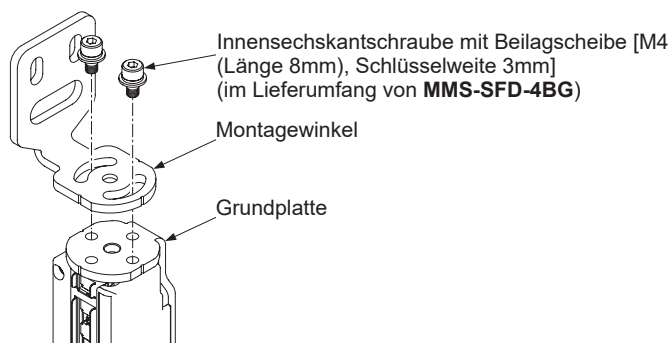 Innensechskantschraube mit Beilagscheibe [M4
(Länge 8mm), Schlüsselweite 3mm]
(im Lieferumfang von MMS-SFD-4BG)
Montagewinkel
Grundplatte